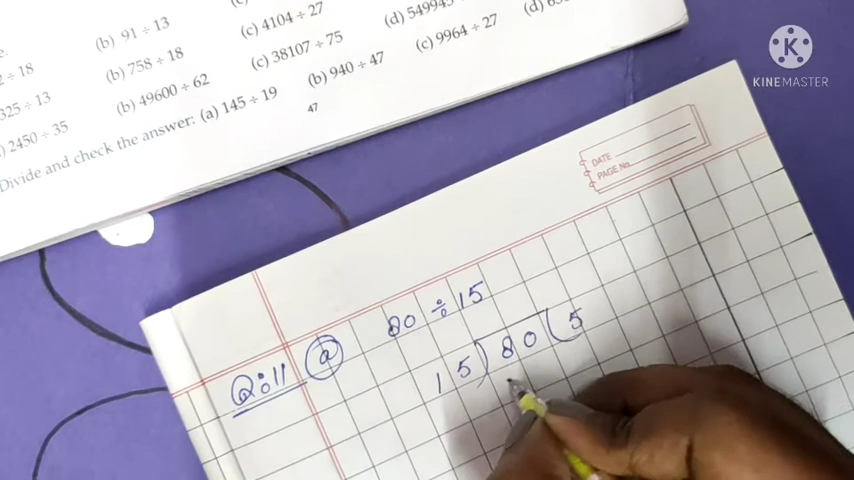 (b) 91 ÷ 13
(c) 4104 ÷ 27
÷ 18
(b) 758 ÷ 18
(c) 38107 ÷ 75
325 ÷ 13
(b) 49600 ÷ 62
(b) 940 ÷ 47
(c) 9964 ÷ 27
2450 ÷ 35
Divide and check the answer: (a) 145 ÷ 19
47
K
KINEMASTER
DATE
PAGE No.
Q:11 (a) 80 ÷ 15
15) 80 (5